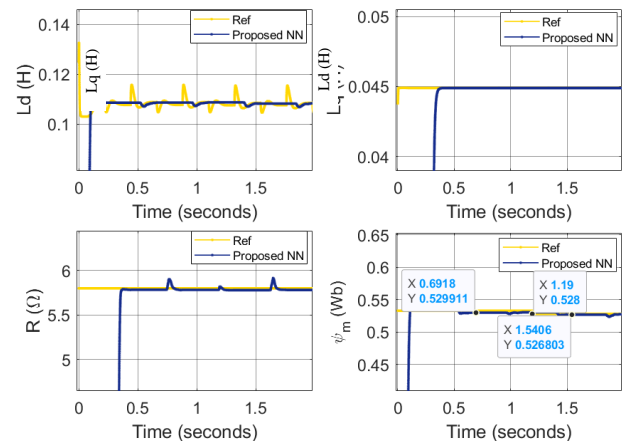 0.14
0.12
0.1
Ld (H)
Lq (H)
Ref
Proposed NN
0
0.5
1
1.5
Time (seconds)
0.05
0.045
0.04
Ld (H)
Ref
Proposed NN
0
0.5
1
1.5
Time (seconds)
6
5.5
5
R (Ω)
Ref
Proposed NN
0
0.5
1
1.5
Time (seconds)
0.65
0.6
0.55
0.5
0.45
ψm (Wb)
Ref
Proposed NN
X 0.6918
Y 0.529911
X 1.19
Y 0.528
X 1.5406
Y 0.526803
0
0.5
1
1.5
Time (seconds)